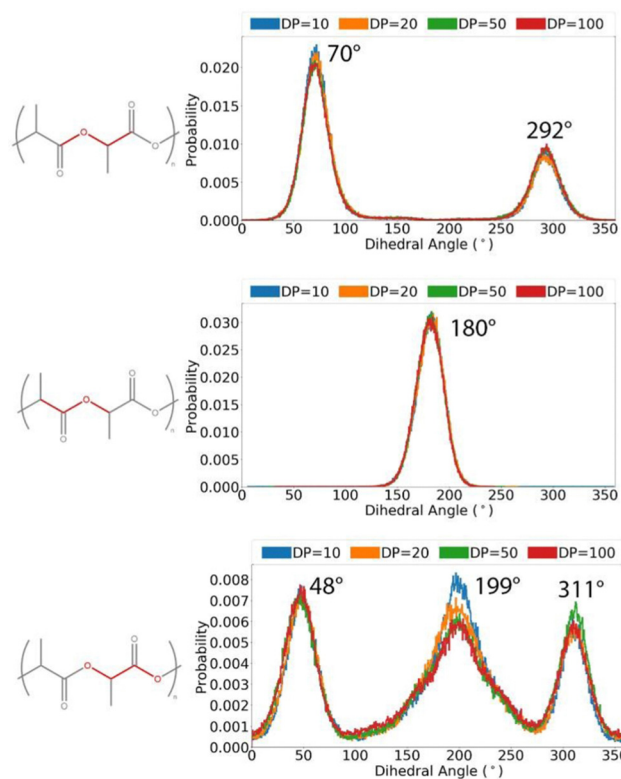 DP=10 DP=20 DP=50 DP=100
70°
292°
Probability
0.020
0.015
0.010
0.005
0.000
0 50 100 150 200 250 300 350
Dihedral Angle (°)
O
O
O
O
n
DP=10 DP=20 DP=50 DP=100
180°
Probability
0.030
0.025
0.020
0.015
0.010
0.005
0.000
0 50 100 150 200 250 300 350
Dihedral Angle (°)
O
O
O
O
n
DP=10 DP=20 DP=50 DP=100
48°
199°
311°
Probability
0.008
0.007
0.006
0.005
0.004
0.003
0.002
0.001
0.000
0 50 100 150 200 250 300 350
Dihedral Angle (°)
O
O
O
O
n